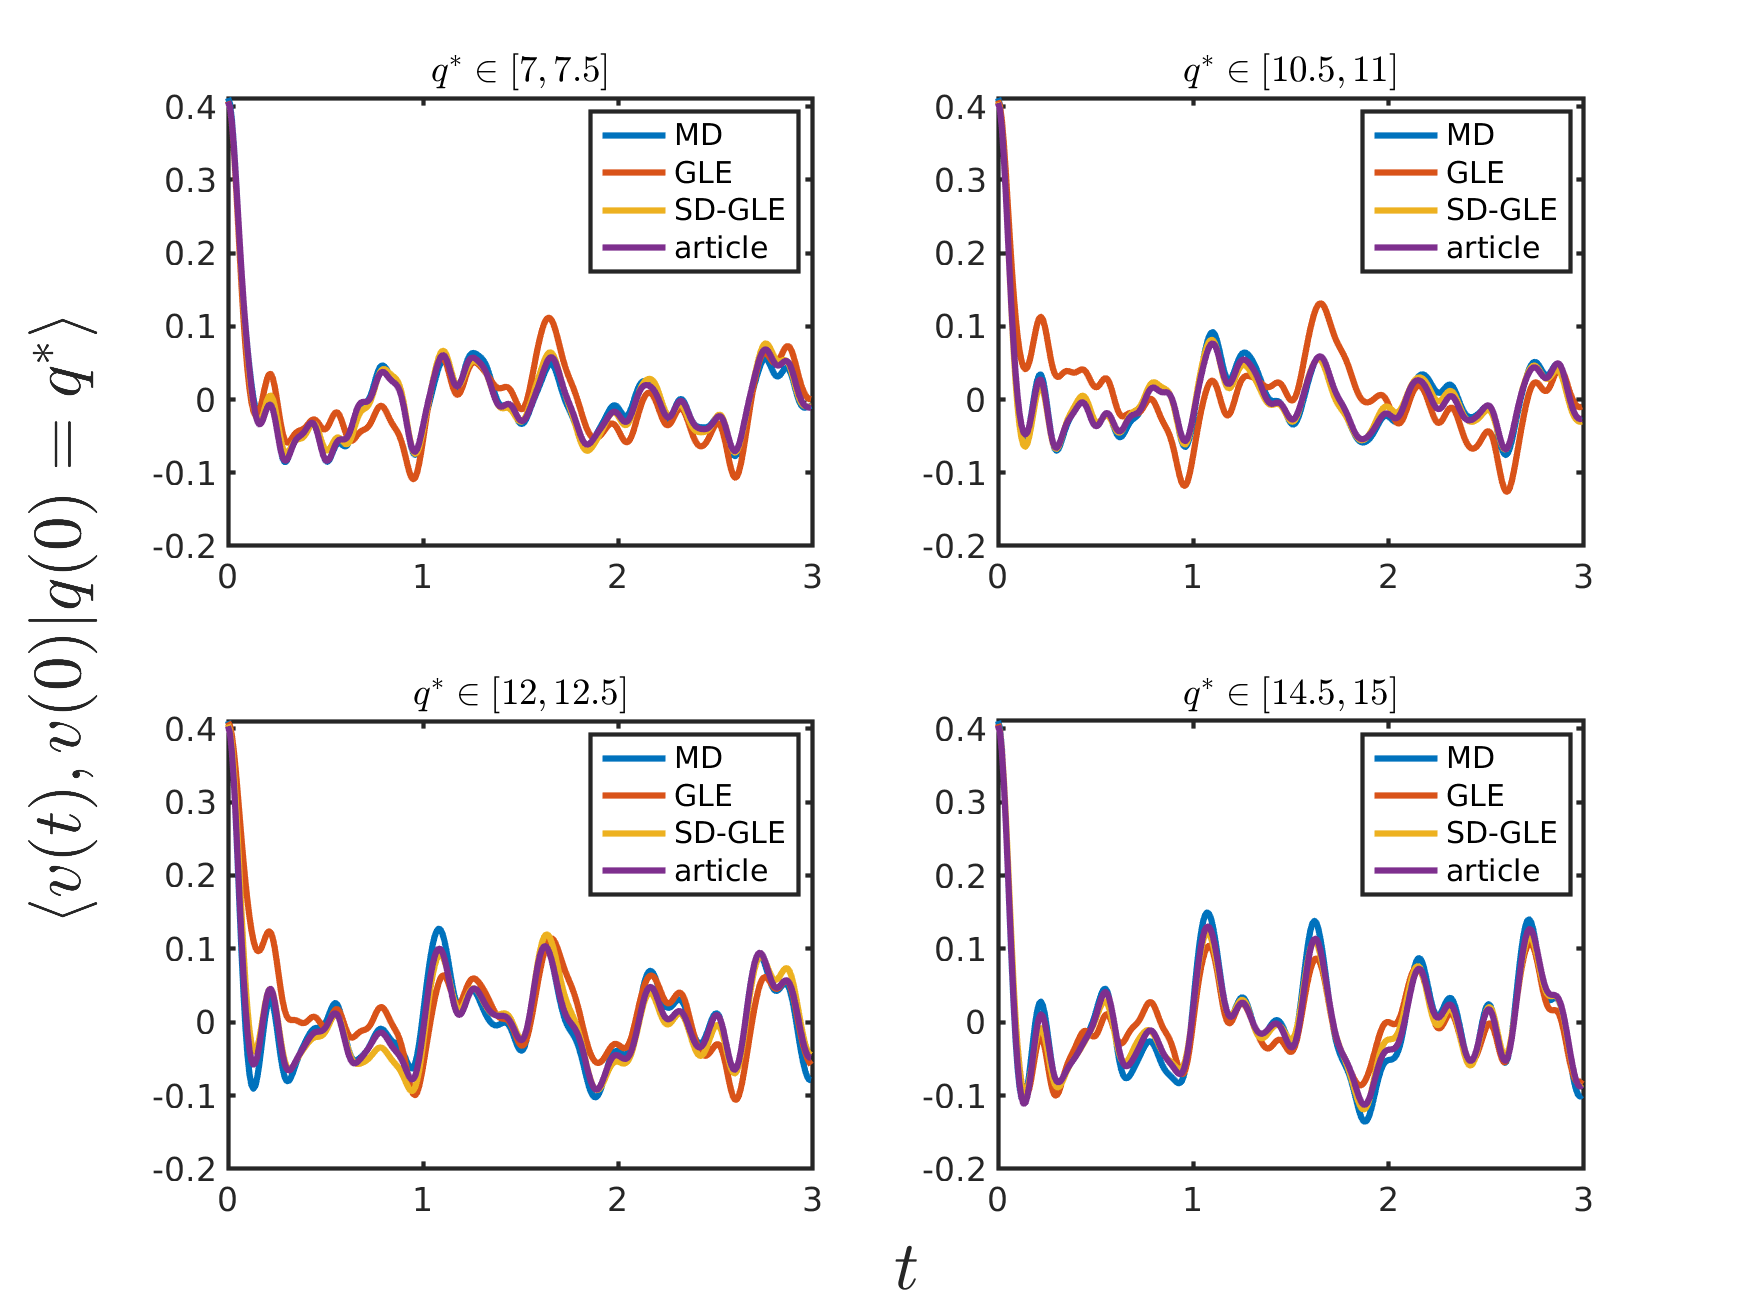 ⟨v(t), v(0)|q(0) = q*⟩
q* ∈ [7, 7.5]
0.4
0.3
0.2
0.1
0
-0.1
-0.2
0 1 2 3
MD
GLE
SD-GLE
article
q* ∈ [10.5, 11]
0.4
0.3
0.2
0.1
0
-0.1
-0.2
0 1 2 3
MD
GLE
SD-GLE
article
q* ∈ [12, 12.5]
0.4
0.3
0.2
0.1
0
-0.1
-0.2
0 1 2 3
MD
GLE
SD-GLE
article
q* ∈ [14.5, 15]
0.4
0.3
0.2
0.1
0
-0.1
-0.2
0 1 2 3
MD
GLE
SD-GLE
article
t